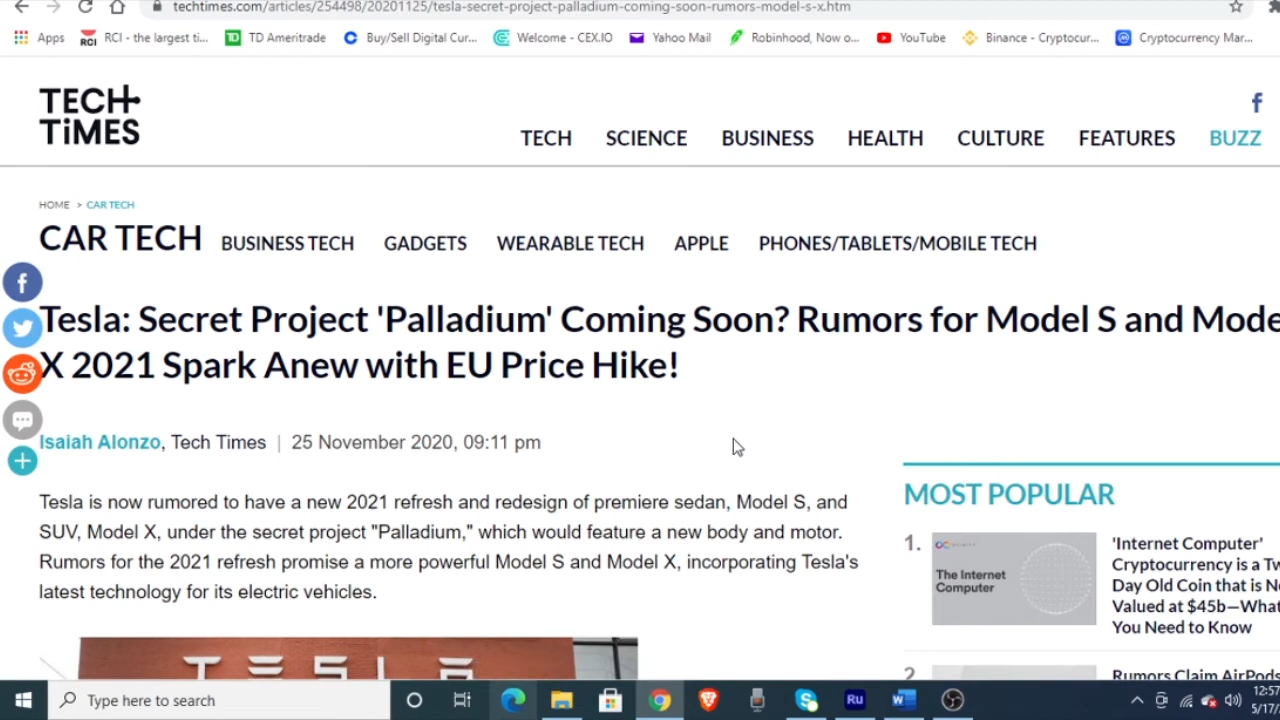 techtimes.com/articles/254498/20201125/tesla-secret-project-palladium-coming-soon-rumors-model-s-x.htm
Apps RCI - the largest ti... TD Ameritrade Buy/Sell Digital Cur... Welcome - CEX.IO Yahoo Mail Robinhood, Now o... YouTube Binance - Cryptocur... Cryptocurrency Mar...
TECH
TiMES
TECH SCIENCE BUSINESS HEALTH CULTURE FEATURES BUZZ
HOME > CAR TECH
CAR TECH BUSINESS TECH GADGETS WEARABLE TECH APPLE PHONES/TABLETS/MOBILE TECH
Tesla: Secret Project 'Palladium' Coming Soon? Rumors for Model S and Mode
X 2021 Spark Anew with EU Price Hike!
Isaiah Alonzo, Tech Times | 25 November 2020, 09:11 pm
Tesla is now rumored to have a new 2021 refresh and redesign of premiere sedan, Model S, and
SUV, Model X, under the secret project "Palladium," which would feature a new body and motor.
Rumors for the 2021 refresh promise a more powerful Model S and Model X, incorporating Tesla's
latest technology for its electric vehicles.
TESLA
MOST POPULAR
1.
The Internet
Computer
'Internet Computer'
Cryptocurrency is a Tw
Day Old Coin that is Ne
Valued at $45b—What
You Need to Know
2
Rumors Claim AirPods
Type here to search
12:57
5/17/